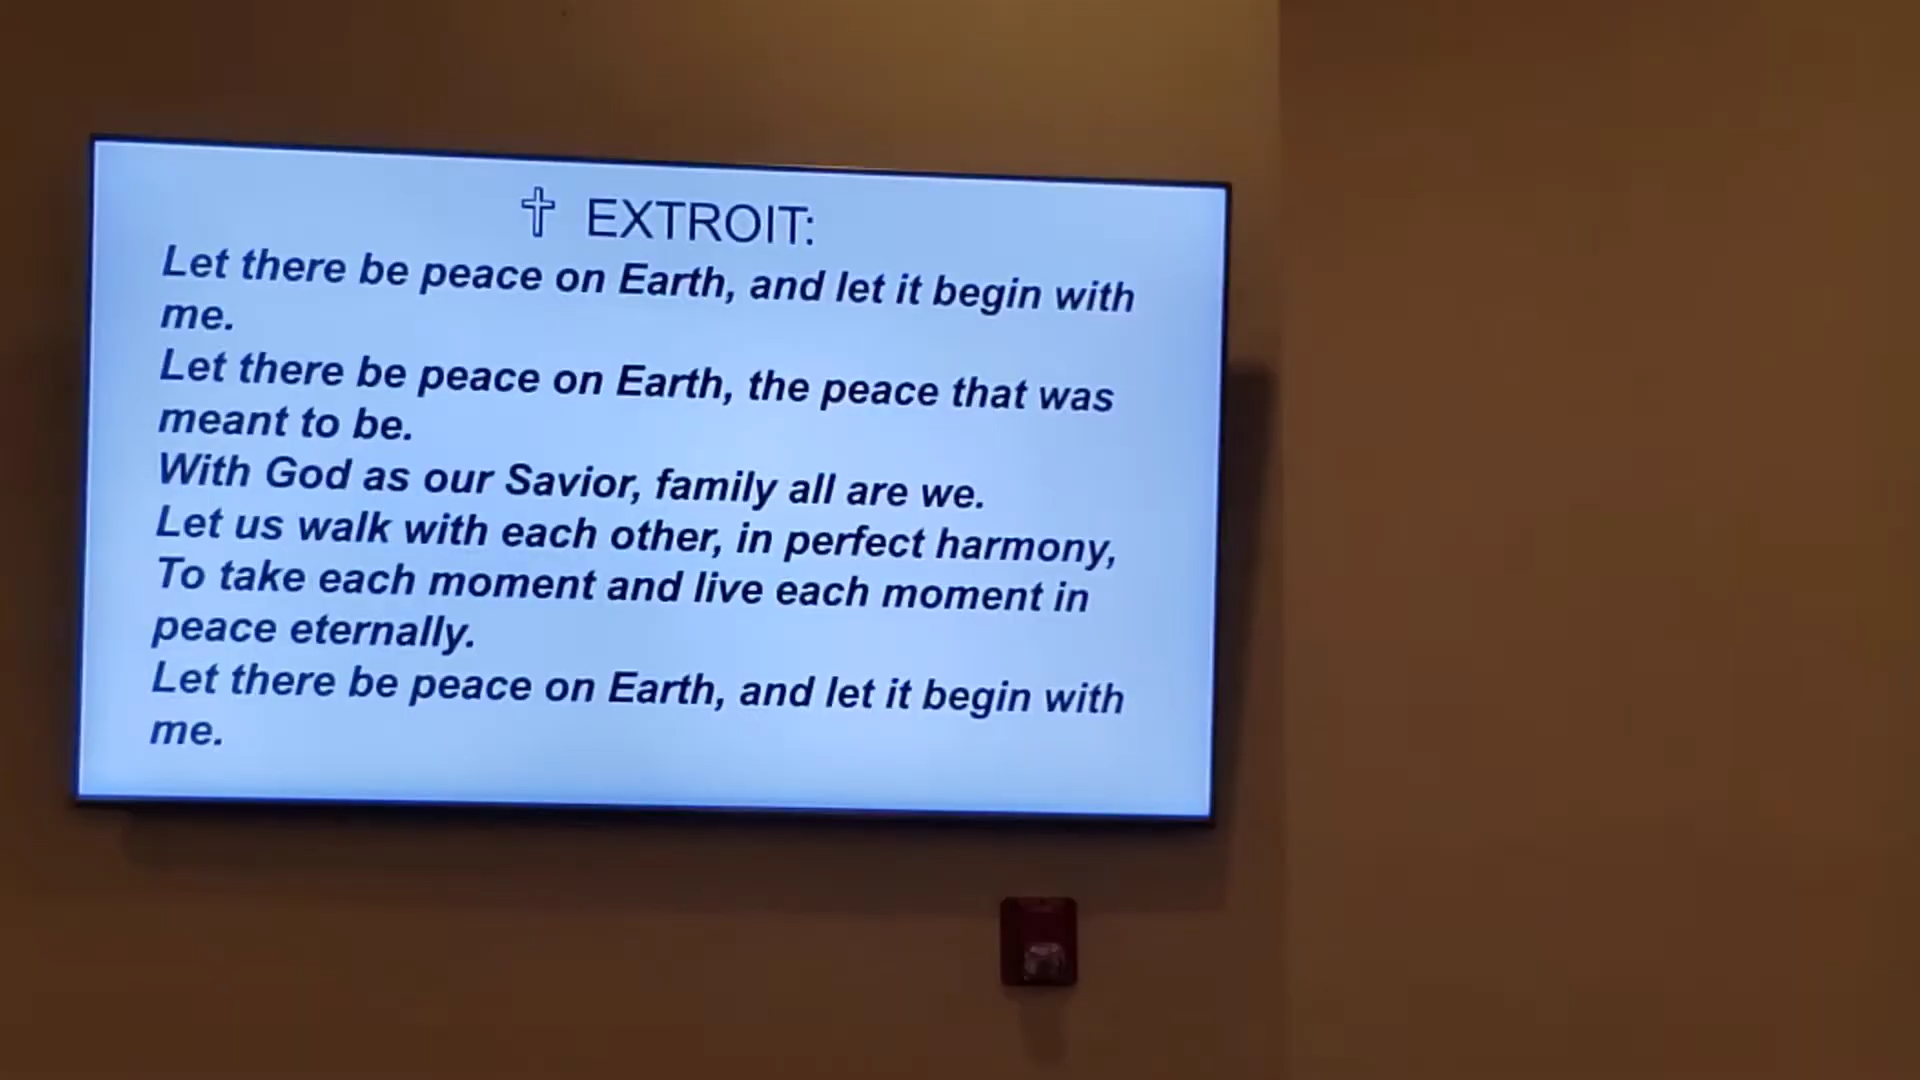 ✝ EXTROIT:
Let there be peace on Earth, and let it begin with
me.
Let there be peace on Earth, the peace that was
meant to be.
With God as our Savior, family all are we.
Let us walk with each other, in perfect harmony,
To take each moment and live each moment in
peace eternally.
Let there be peace on Earth, and let it begin with
me.